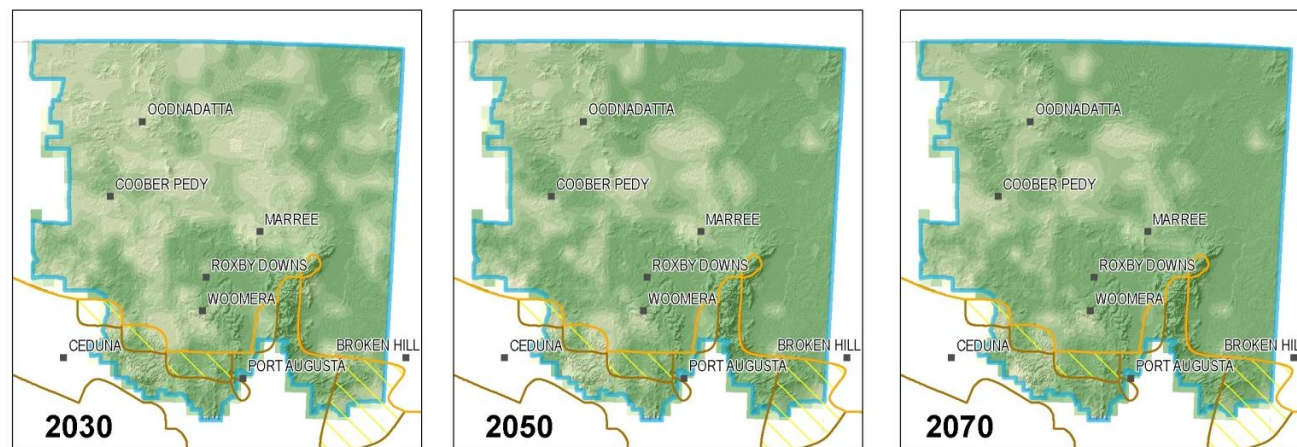 OODNADATTA
COOBER PEDY
MARREE
ROXBY DOWNS
WOOMERA
CEDUNA
BROKEN HILL
PORT AUGUSTA
2030
OODNADATTA
COOBER PEDY
MARREE
ROXBY DOWNS
WOOMERA
CEDUNA
BROKEN HILL
PORT AUGUSTA
2050
OODNADATTA
COOBER PEDY
MARREE
ROXBY DOWNS
WOOMERA
CEDUNA
BROKEN HIL
PORT AUGUSTA
2070